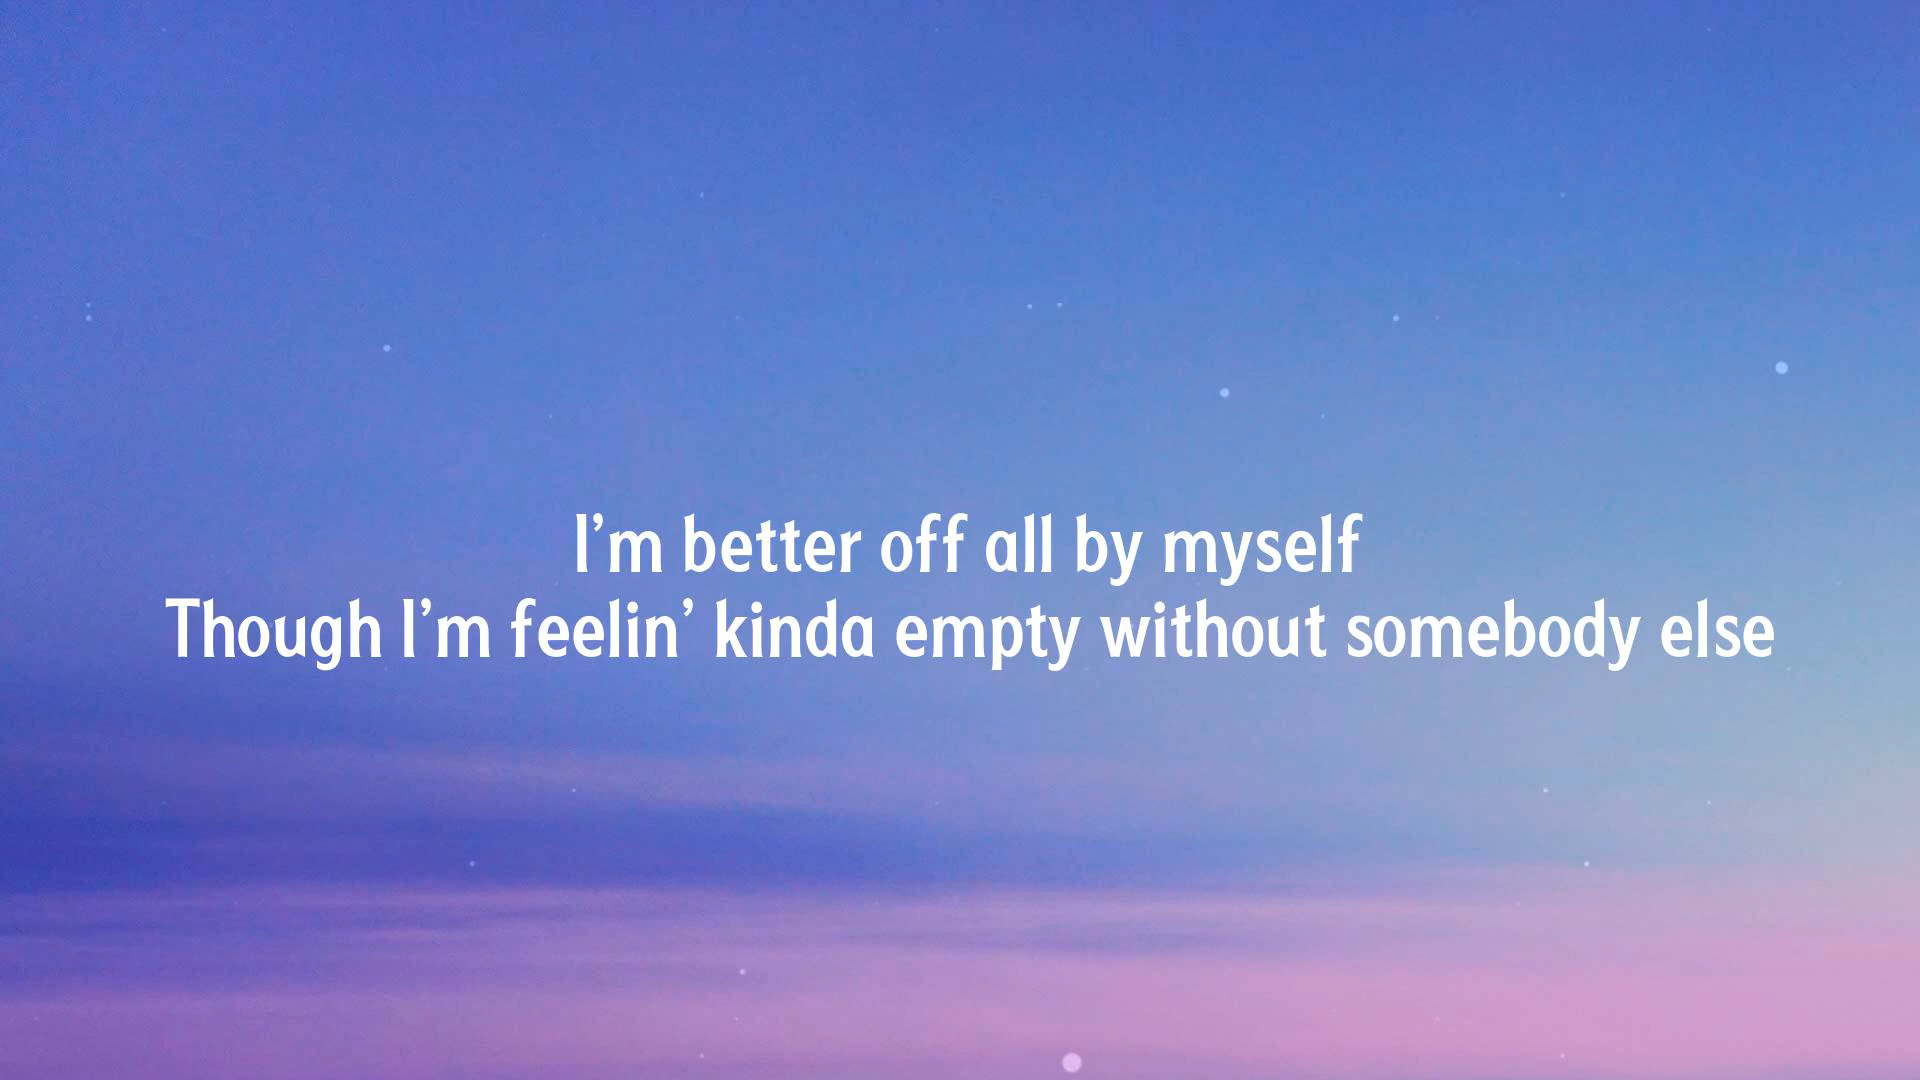 I'm better off all by myself
Though I'm feelin' kinda empty without somebody else